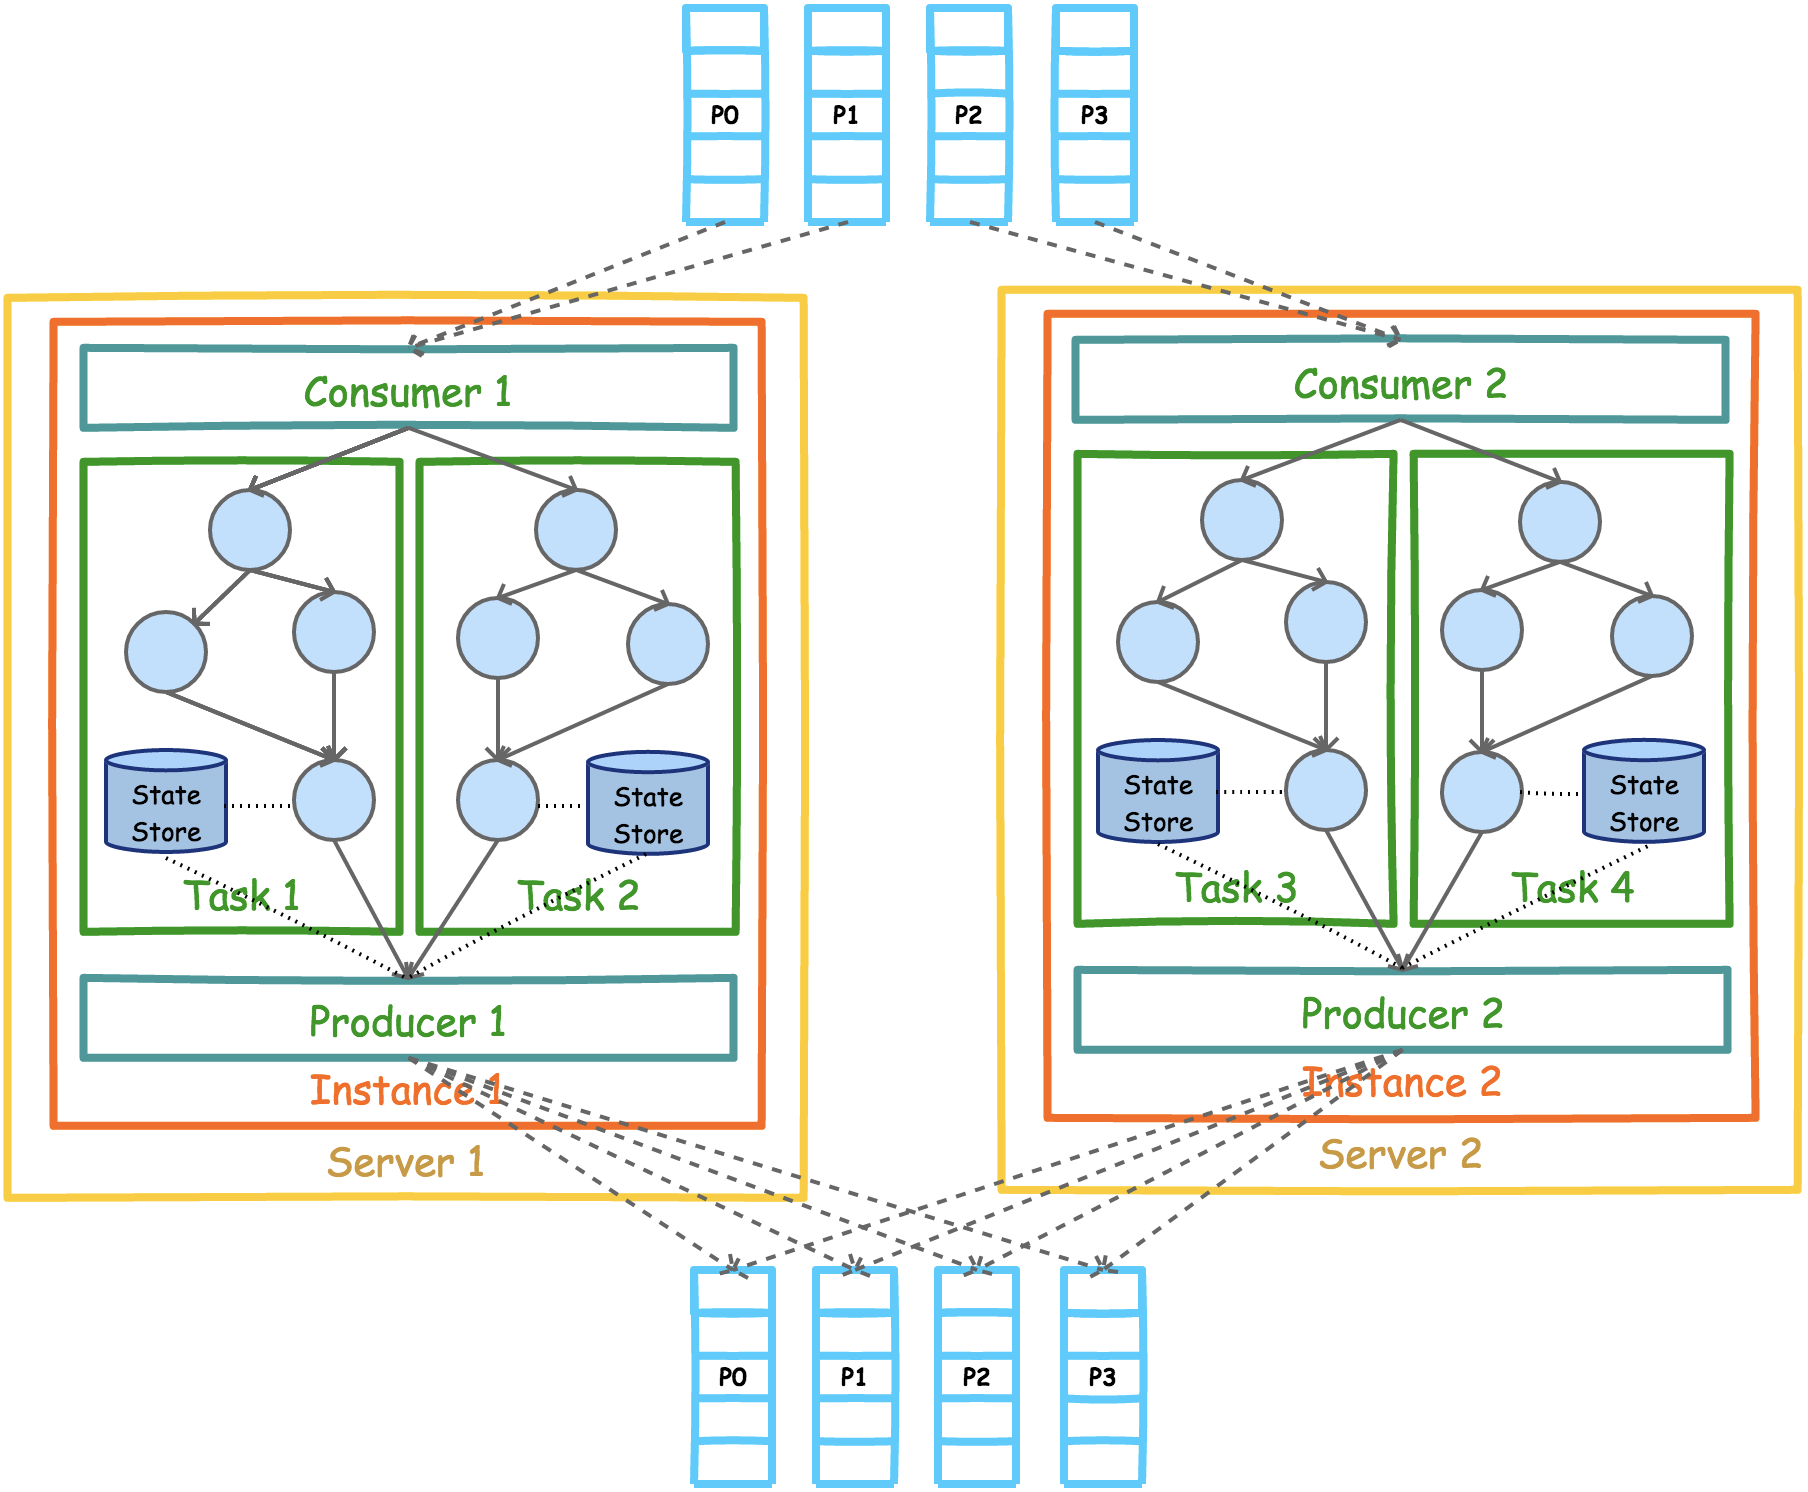 P0
P1
P2
P3
Consumer 1
Consumer 2
State
Store
State
Store
State
Store
State
Store
Task 1
Task 2
Task 3
Task 4
Producer 1
Producer 2
Instance 1
Instance 2
Server 1
Server 2
P0
P1
P2
P3